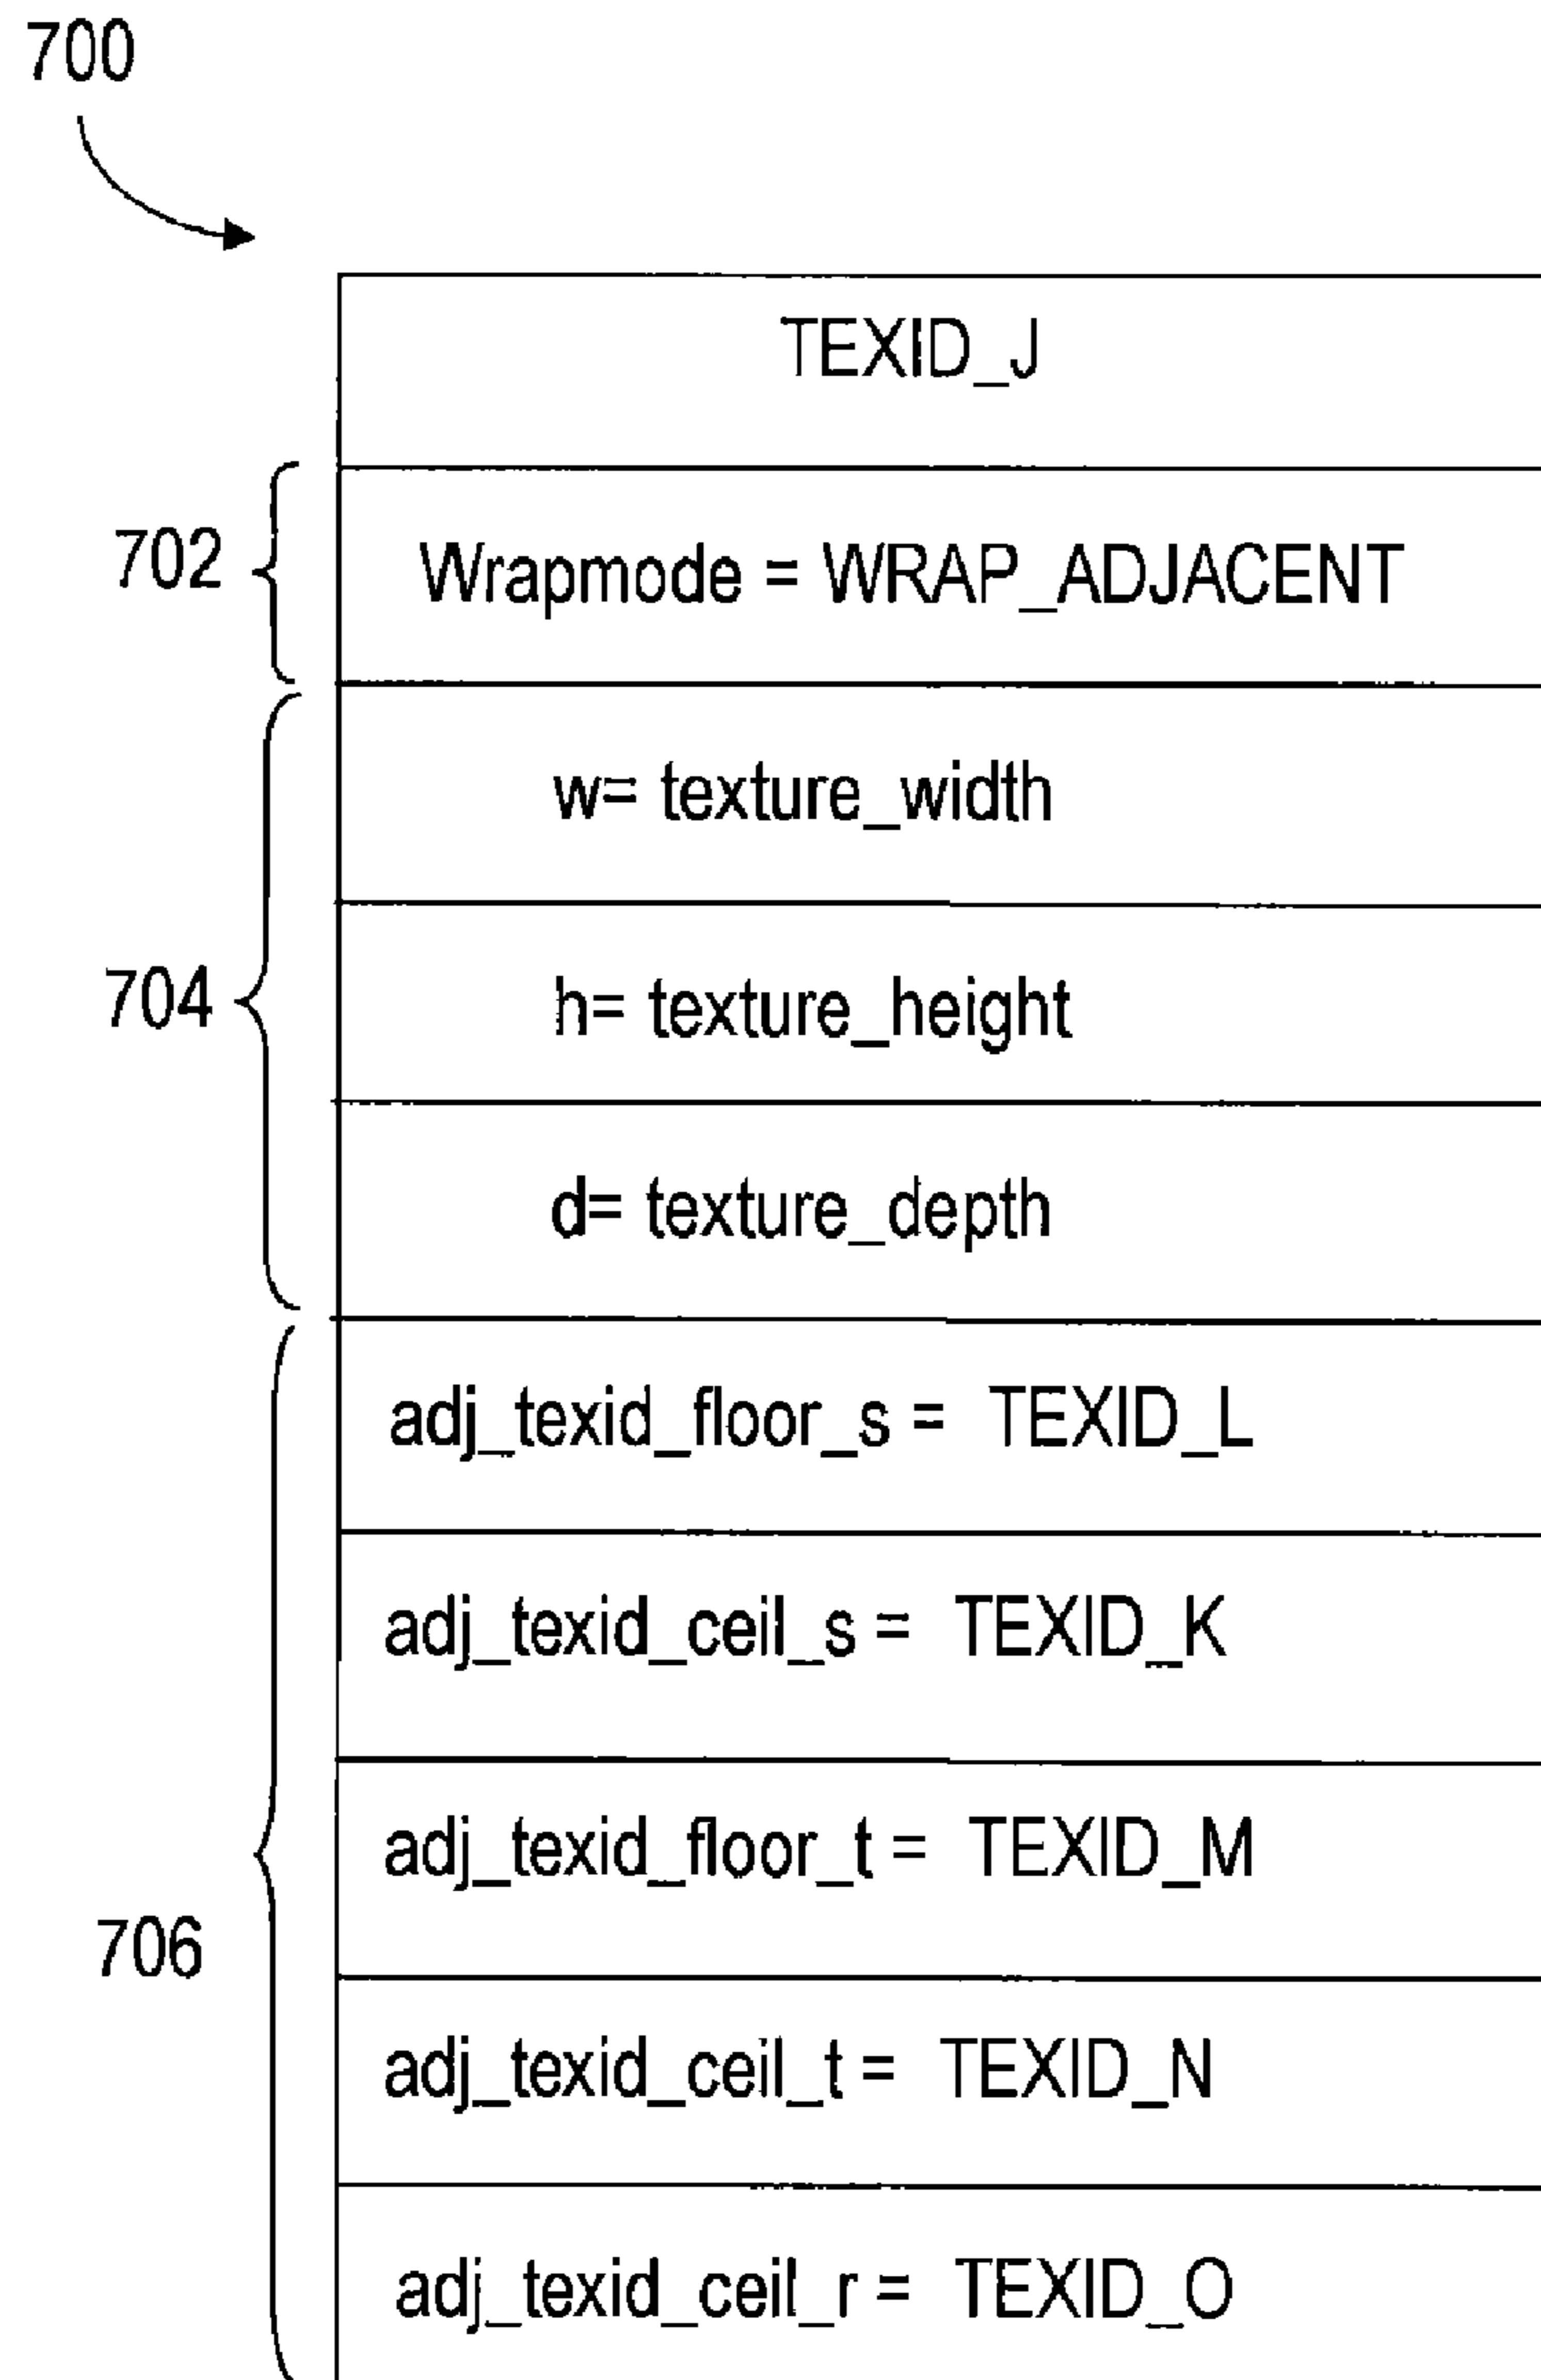 700
TEXID_J
702
Wrapmode = WRAP_ADJACENT
w= texture_width
704
h= texture_height
d= texture_depth
adj_texid_floor_s = TEXID_L
adj_texid_ceil_s = TEXID_K
adj_texid_floor_t = TEXID_M
706
adj_texid_ceil_t = TEXID_N
adj_texid_ceil_r = TEXID_O